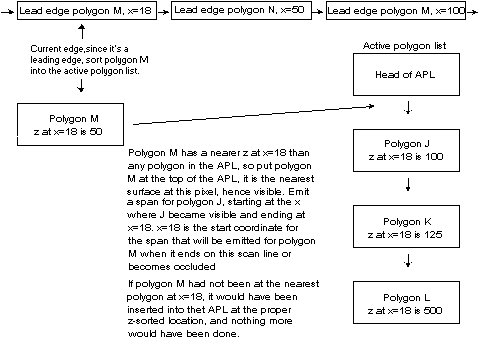 Lead edge polygon M, x=18
Lead edge polygon N, x=50
Lead edge polygon M, x=100
Current edge,since it's a
leading edge, sort polygon M
into the active polygon list.
Active polygon list
Head of APL
Polygon M
z at x=18 is 50
Polygon J
z at x=18 is 100
Polygon M has a nearer z at x=18 than
any polygon in the APL, so put polygon
M at the top of the APL, it is the nearest
surface at this pixel, hence visible. Emit
a span for polygon J, starting at the x
where J became visible and ending at
x=18. x=18 is the start coordinate for
the span that will be emitted for polygon
M when it ends on this scan line or
becomes occluded
Polygon K
z at x=18 is 125
If polygon M had not been at the nearest
polygon at x=18, it would have been
inserted into thet APL at the proper
z-sorted location, and nothing more
would have been done.
Polygon L
z at x=18 is 500